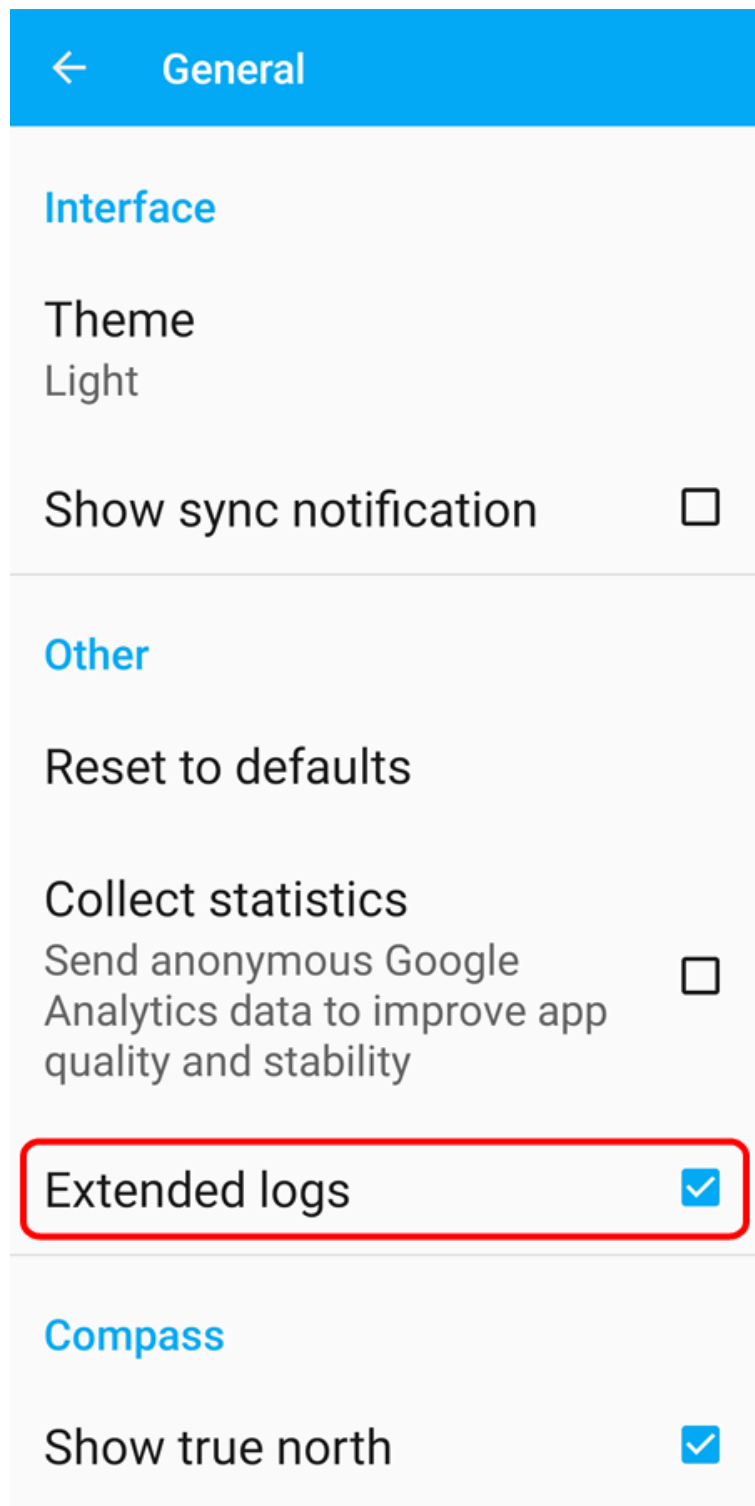 General
Interface
Theme
Light
Show sync notification
Other
Reset to defaults
Collect statistics
Send anonymous Google
Analytics data to improve app
quality and stability
Extended logs
Compass
Show true north